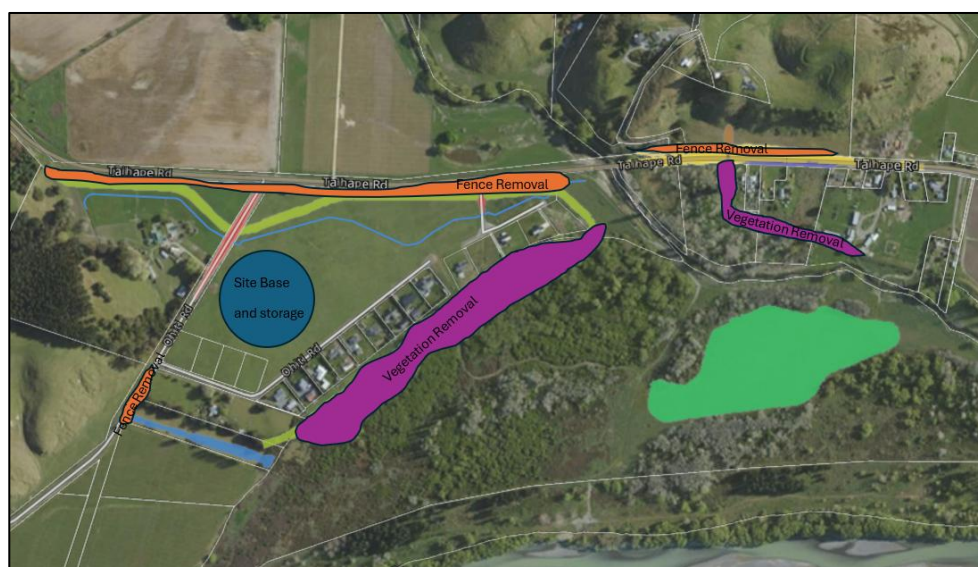 Fence Removal
Taihape Rd
Taihape Rd
Taihape Rd
Taihape Rd
Fence Removal
Vegetation Removal
Site Base
and storage
Vegetation Removal
Ohiti Rd
Ohiti Rd
Fence Removal